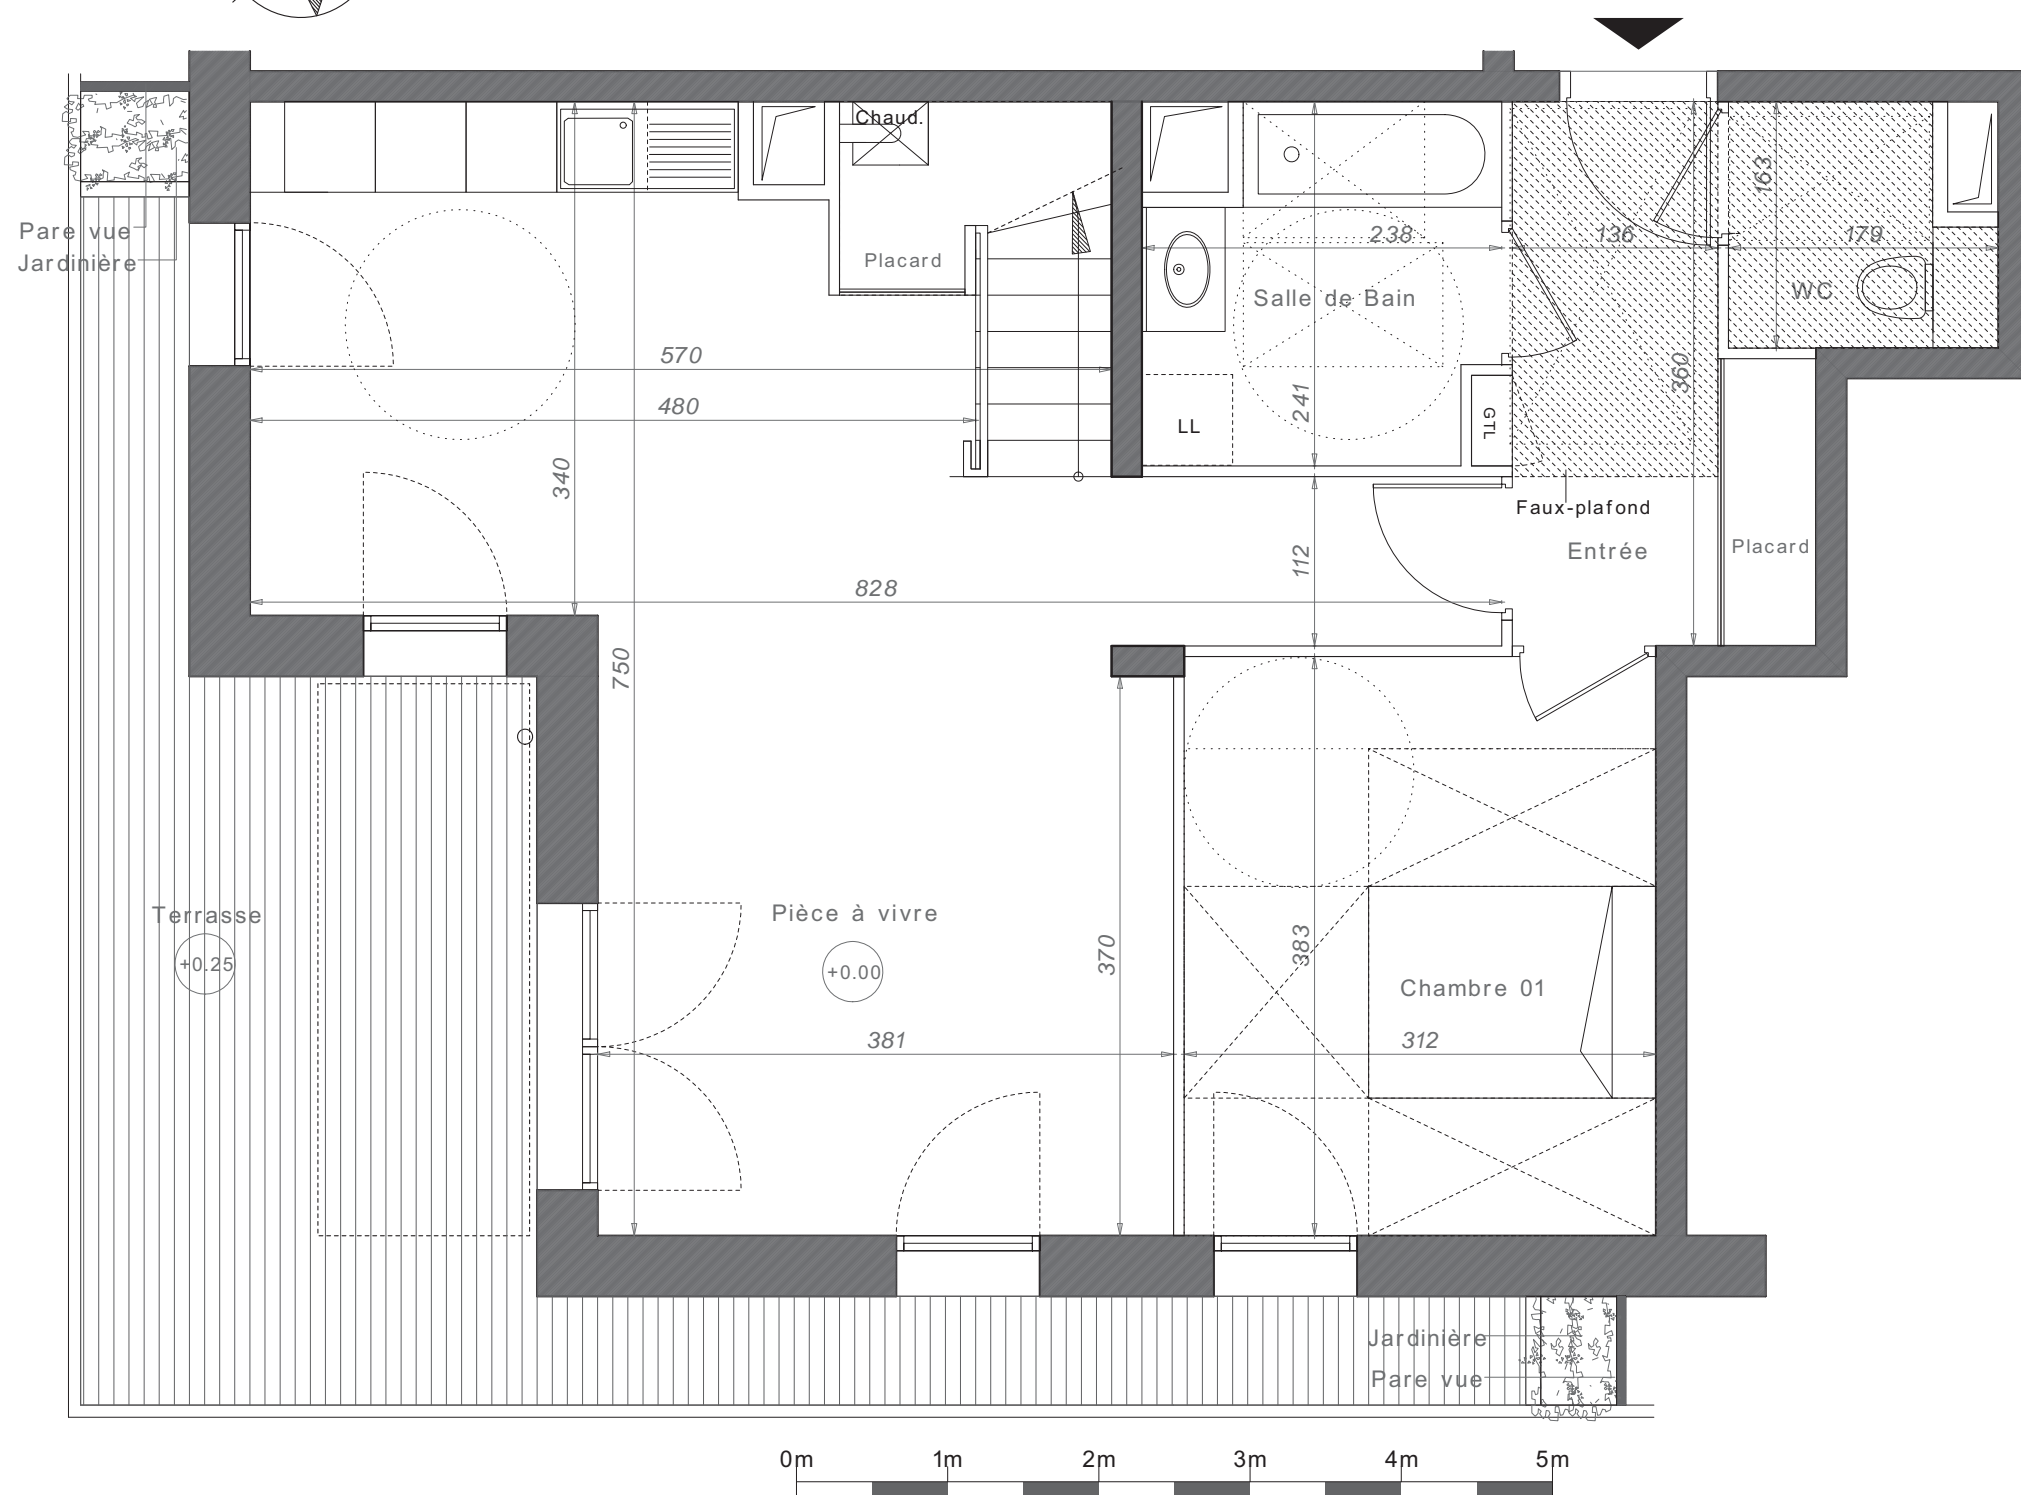 Chaud.
163
Pare vue
238
136
179
Jardinière
Placard
Salle de Bain
WC
570
360
480
241
GTL
LL
340
Faux-plafond
112
Entrée
Placard
828
750
Terrasse
Pièce à vivre
370
383
+0.25
+0.00
Chambre 01
381
312
Jardinière
Pare vue
0m 1m 2m 3m 4m 5m